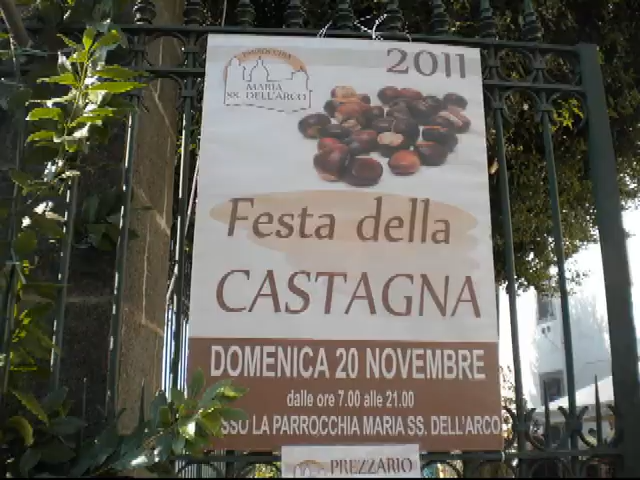 2011
PARROCCHIA
MARIA
SS. DELL'ARCO
Festa della
CASTAGNA
DOMENICA 20 NOVEMBRE
dalle ore 7.00 alle 21.00
SSO LA PARROCCHIA MARIA SS. DELL'ARCO
PREZZARIO